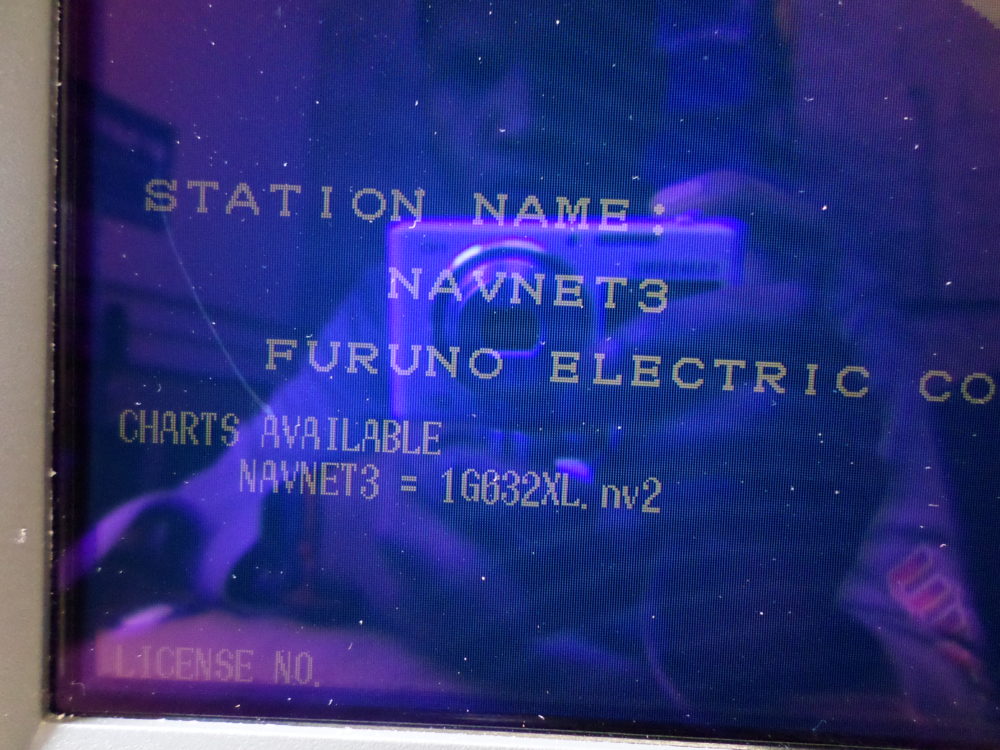 STATION NAME:
NAVNET3
FURUNO ELECTRIC CO
CHARTS AVAILABLE
NAVNET3 = 1G632XL.nv2
LICENSE NO.